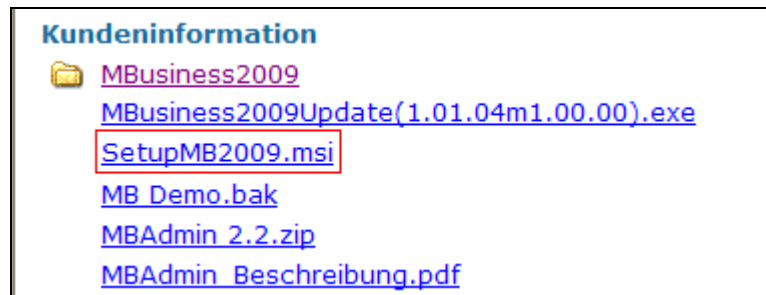 Kundeninformation
MBusiness2009
MBusiness2009Update(1.01.04m1.00.00).exe
SetupMB2009.msi
MB Demo.bak
MBAdmin 2.2.zip
MBAdmin Beschreibung.pdf